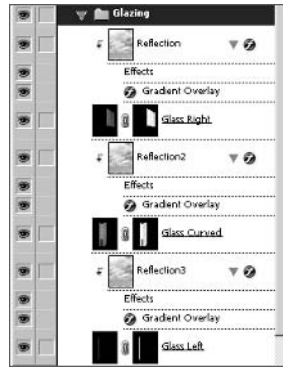 Glazing
Reflection
Effects
Gradient Overlay
Glass Right
Reflection2
Effects
Gradient Overlay
Glass Curved
Reflection3
Effects
Gradient Overlay
Glass Left